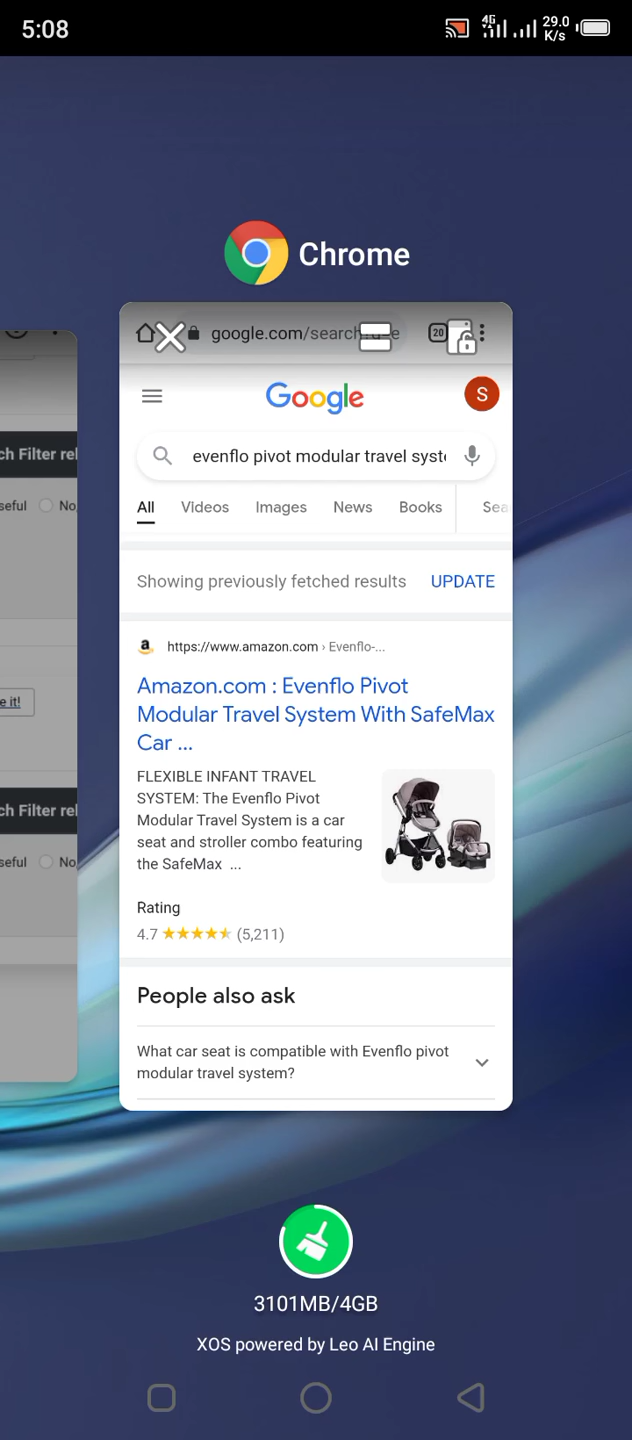 5:08
4G
29.0
K/s
Chrome
google.com/search
20
Google
S
evenflo pivot modular travel syst
All Videos Images News Books Sea
Showing previously fetched results UPDATE
a https://www.amazon.com › Evenflo-...
Amazon.com : Evenflo Pivot
Modular Travel System With SafeMax
Car ...
FLEXIBLE INFANT TRAVEL
SYSTEM: The Evenflo Pivot
Modular Travel System is a car
seat and stroller combo featuring
the SafeMax ...
Rating
4.7 (5,211)
People also ask
What car seat is compatible with Evenflo pivot
modular travel system?
ch Filter rel
seful No
e it!
ch Filter rel
seful No
3101MB/4GB
XOS powered by Leo AI Engine